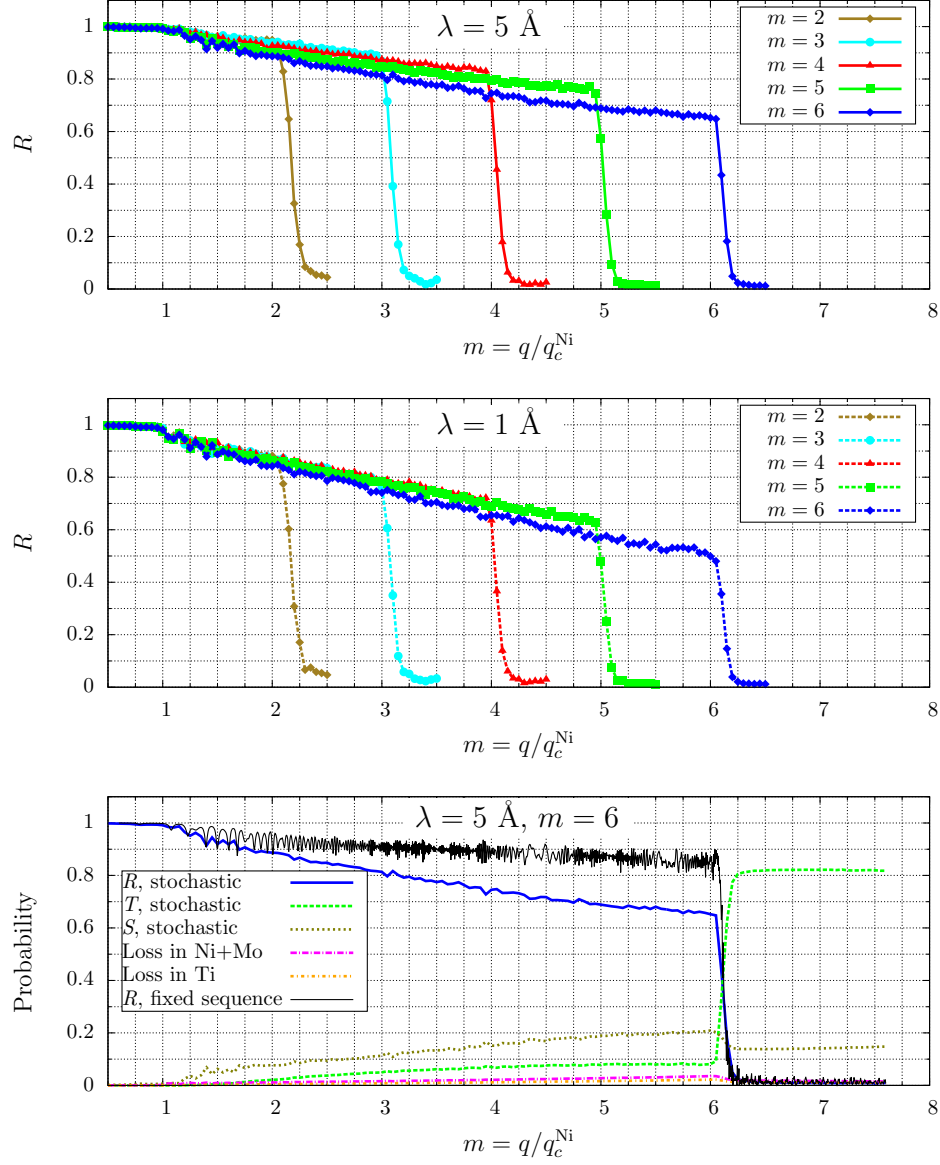 λ = 5 Å
m = 2
m = 3
m = 4
m = 5
m = 6
R
1
0.8
0.6
0.4
0.2
0
1 2 3 4 5 6 7 8
m = q/q_c^Ni
λ = 1 Å
m = 2
m = 3
m = 4
m = 5
m = 6
R
1
0.8
0.6
0.4
0.2
0
1 2 3 4 5 6 7 8
m = q/q_c^Ni
λ = 5 Å, m = 6
R, stochastic
T, stochastic
S, stochastic
Loss in Ni+Mo
Loss in Ti
R, fixed sequence
Probability
1
0.8
0.6
0.4
0.2
0
1 2 3 4 5 6 7 8
m = q/q_c^Ni